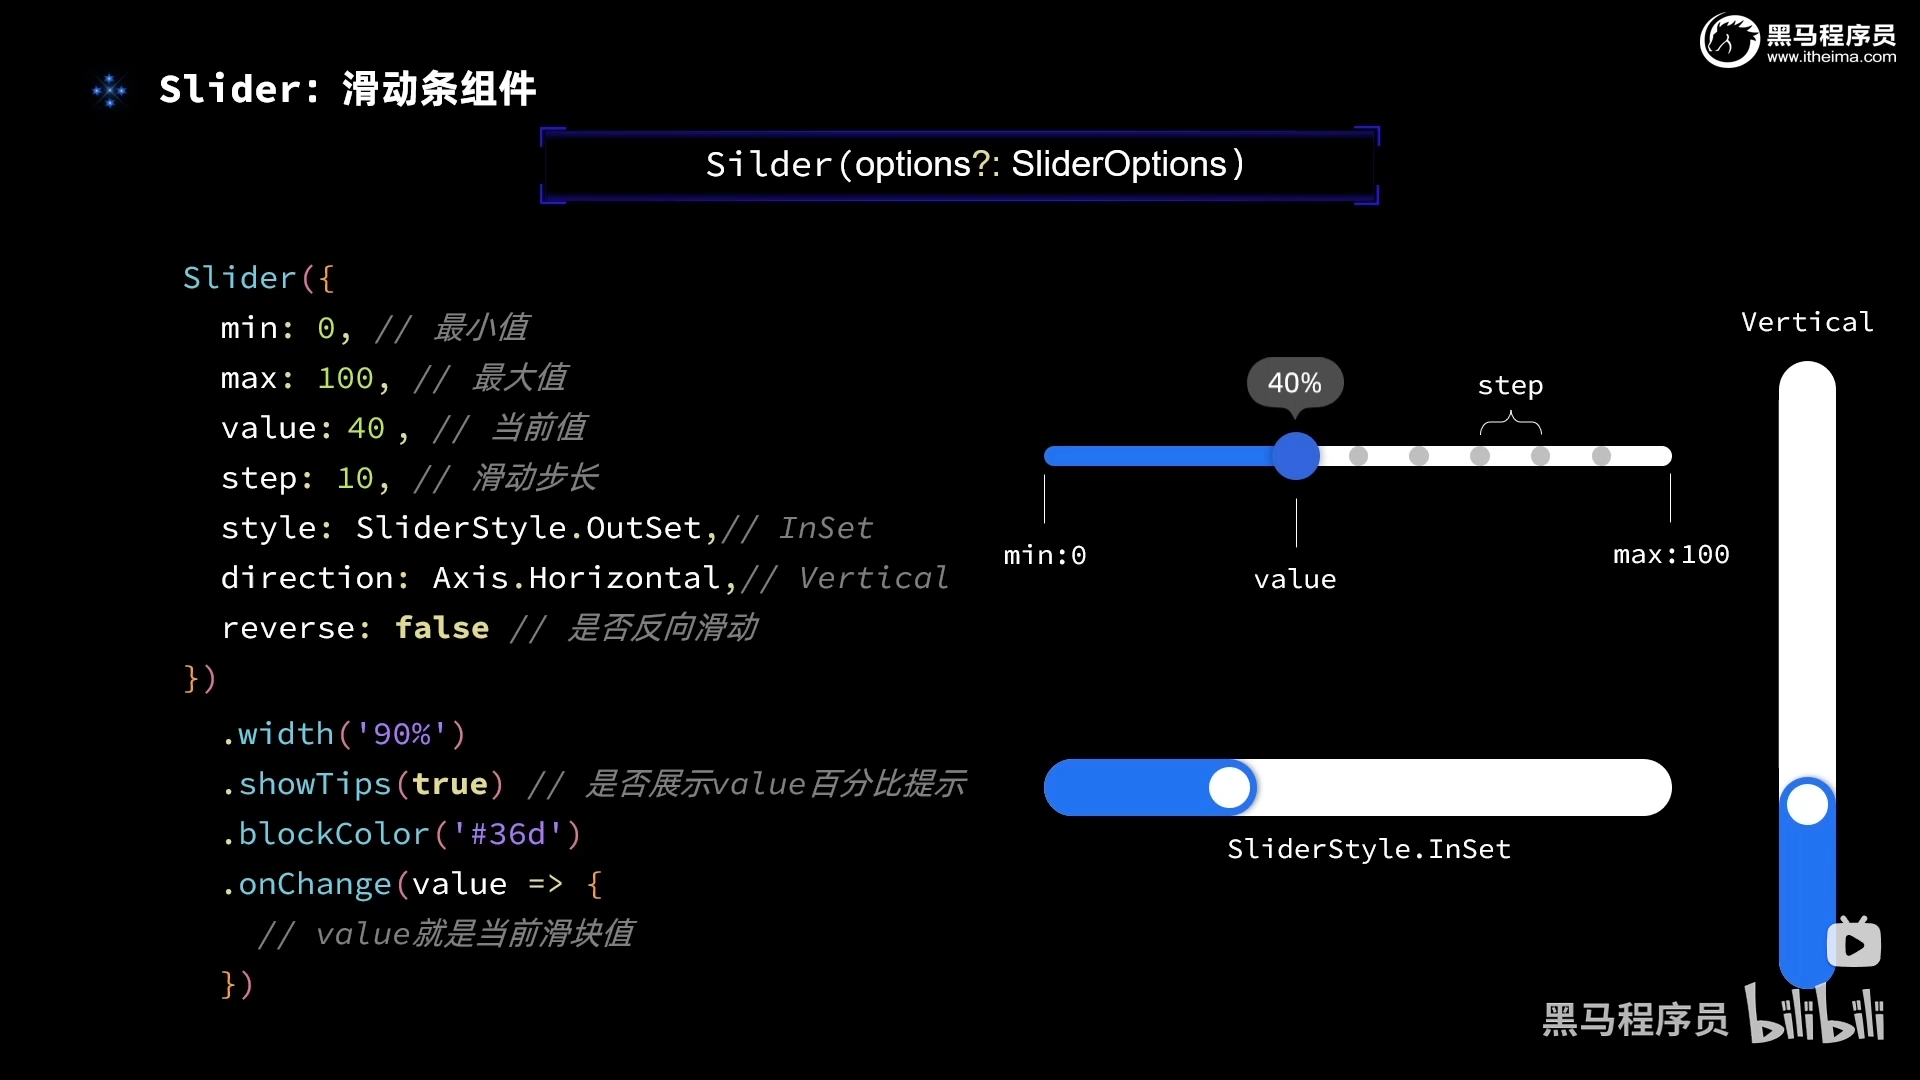 黑马程序员
www.itheima.com
Slider：滑动条组件
Silder(options?: SliderOptions)
Slider({
min: 0, // 最小值
max: 100, // 最大值
value: 40 , // 当前值
step: 10, // 滑动步长
style: SliderStyle.OutSet,// InSet
direction: Axis.Horizontal,// Vertical
reverse: false // 是否反向滑动
})
.width('90%')
.showTips(true) // 是否展示value百分比提示
.blockColor('#36d')
.onChange(value => {
// value就是当前滑块值
})
40%
step
min:0
value
max:100
SliderStyle.InSet
Vertical
黑马程序员 bilibili